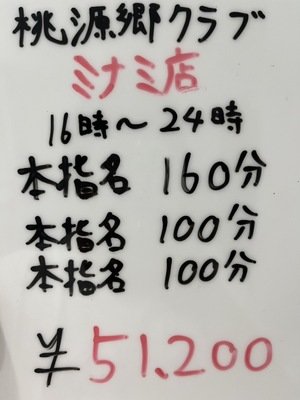 桃源郷クラブ
ミナミ店
16時～24時
本指名 160分
本指名 100分
本指名 100分
¥51.200